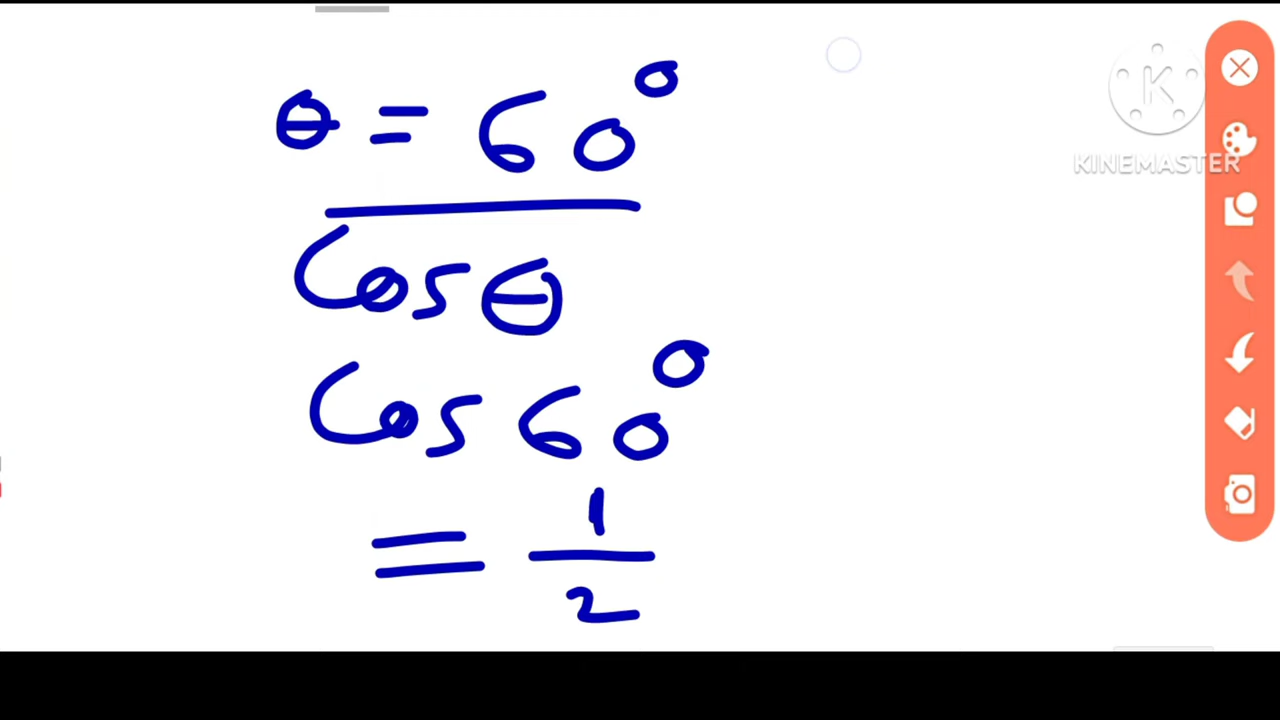 θ = 60°
Cosθ
Cos60°
= 1/2
KINEMASTER